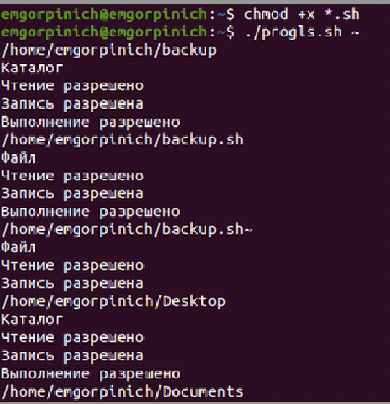 emgorpinich@emgorpinich:~$ chmod +x *.sh
emgorpinich@emgorpinich:~$ ./progls.sh ~
/home/emgorpinich/backup
Каталог
Чтение разрешено
Запись разрешена
Выполнение разрешено
/home/emgorpinich/backup.sh
Файл
Чтение разрешено
Запись разрешена
Выполнение разрешено
/home/emgorpinich/backup.sh~
Файл
Чтение разрешено
Запись разрешена
/home/emgorpinich/Desktop
Каталог
Чтение разрешено
Запись разрешена
Выполнение разрешено
/home/emgorpinich/Documents